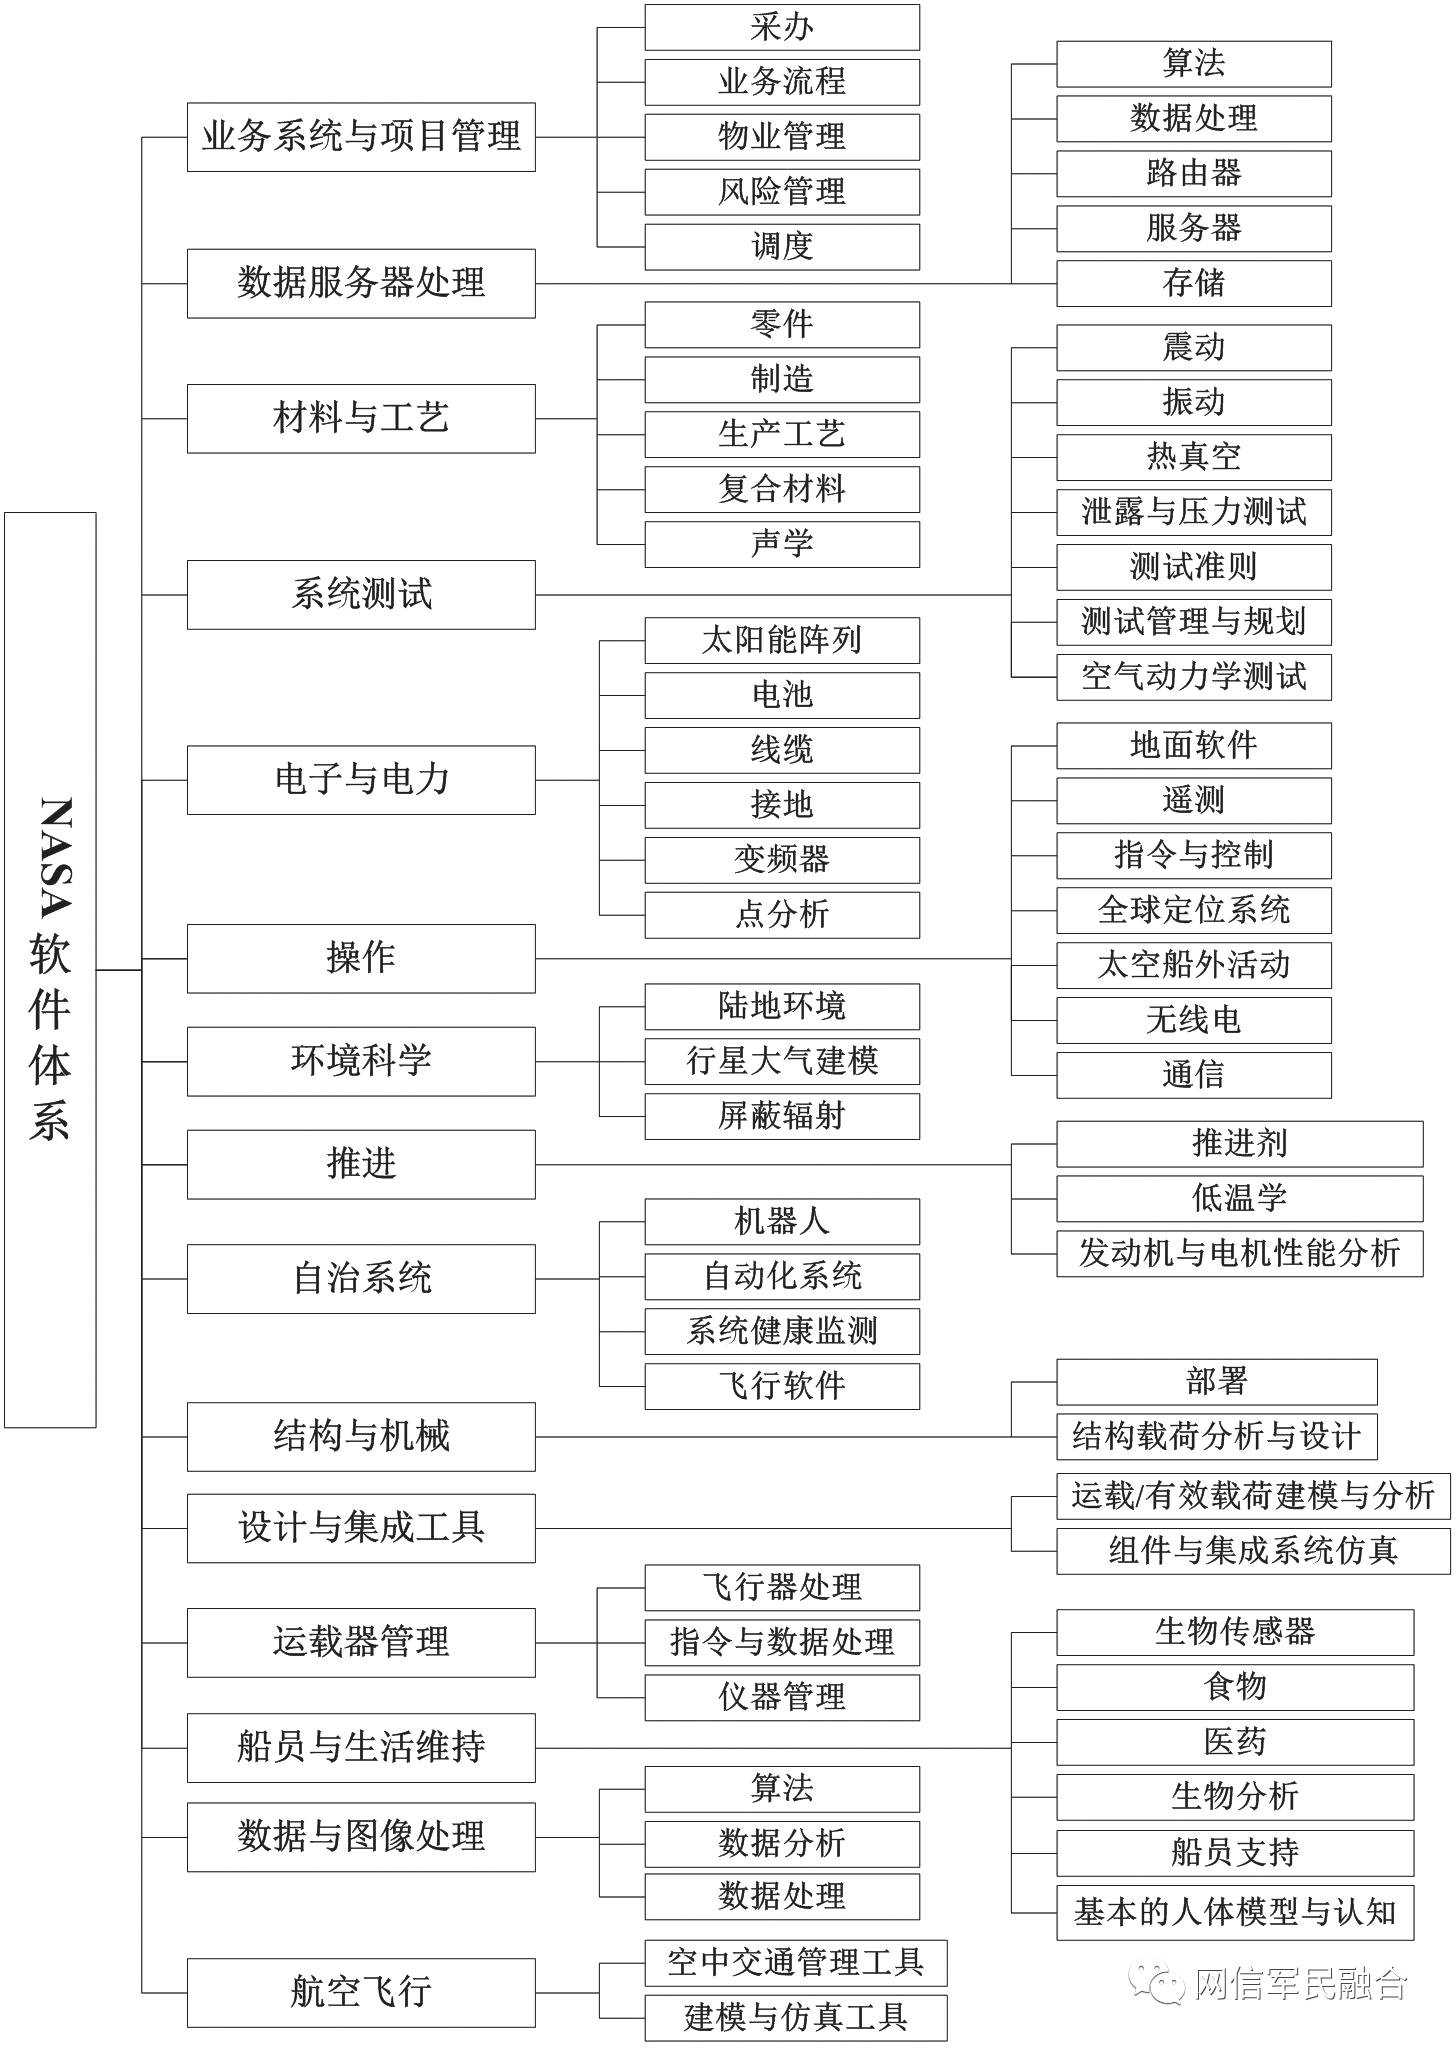 NASA软件体系
业务系统与项目管理
采办
业务流程
物业管理
风险管理
调度
数据服务器处理
算法
数据处理
路由器
服务器
存储
材料与工艺
零件
制造
生产工艺
复合材料
声学
系统测试
震动
振动
热真空
泄露与压力测试
测试准则
测试管理与规划
空气动力学测试
电子与电力
太阳能阵列
电池
线缆
接地
变频器
点分析
操作
地面软件
遥测
指令与控制
全球定位系统
太空船外活动
无线电
通信
环境科学
陆地环境
行星大气建模
屏蔽辐射
推进
推进剂
低温学
发动机与电机性能分析
自治系统
机器人
自动化系统
系统健康监测
飞行软件
结构与机械
部署
结构载荷分析与设计
设计与集成工具
运载/有效载荷建模与分析
组件与集成系统仿真
运载器管理
飞行器处理
指令与数据处理
仪器管理
船员与生活维持
生物传感器
食物
医药
生物分析
船员支持
基本的人体模型与认知
数据与图像处理
算法
数据分析
数据处理
航空飞行
空中交通管理工具
建模与仿真工具
网信军民融合